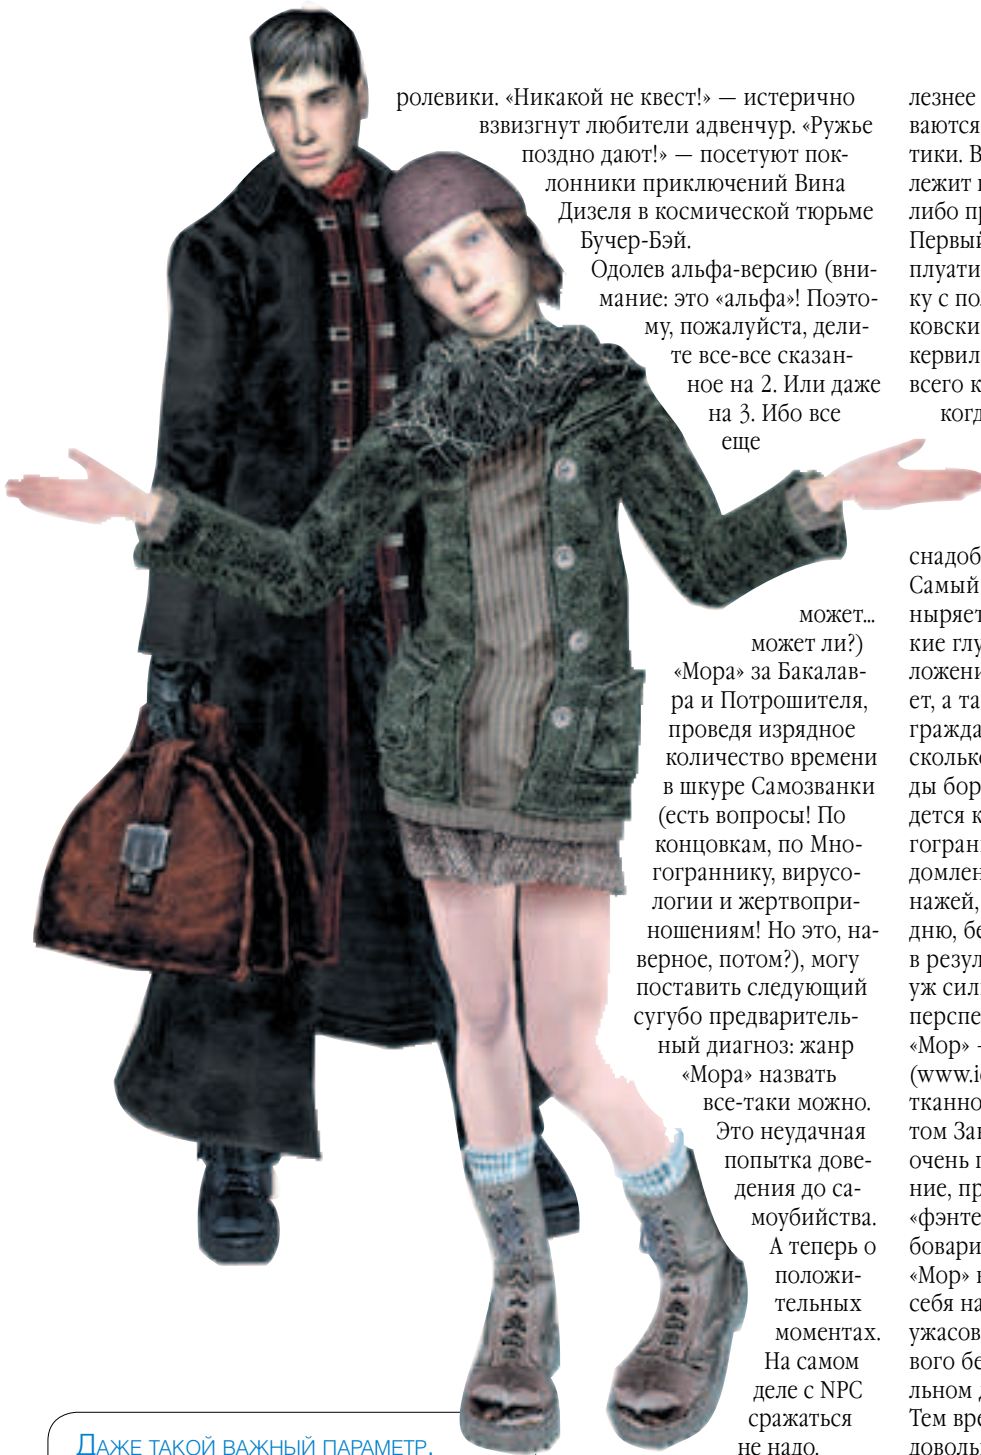 ролевики. «Никакой не квест!» — истерично
взвизгнут любители адвенчур. «Ружье
поздно дают!» — посетуют пок-
лонники приключений Вина
Дизеля в космической тюрьме
Бучер-Бэй.
Одолев альфа-версию (вни-
мание: это «альфа»! Поэто-
му, пожалуйста, дели-
те все-все сказан-
ное на 2. Или даже
на 3. Ибо все
еще
может...
может ли?)
«Мора» за Бакалав-
ра и Потрошителя,
проведя изрядное
количество времени
в шкуре Самозванки
(есть вопросы! По
концовкам, по Мно-
гограннику, вирусо-
логии и жертвопри-
ношениям! Но это, на-
верное, потом?), могу
поставить следующий
сугубо предваритель-
ный диагноз: жанр
«Мора» назвать
все-таки можно.
Это неудачная
попытка дове-
дения до са-
моубийства.
А теперь о
положи-
тельных
моментах.
На самом
деле с NPC
сражаться
не надо.
ДАЖЕ ТАКОЙ ВАЖНЫЙ ПАРАМЕТР,
лезнее
ваются
тики. В
лежит
либо
Первый
плуати
ку с
ковски
кервил
всего
когд
снадоб
Самый
ныряет
кие глу
ложени
ет, а та
гражда
сколько
ды бор
дется
гогран
домлен
нажей,
дню, бе
в резул
уж сил
перспе
«Мор» –
(www.i
тканно
том Зак
очень
ние, пр
«фэнте
бовари
«Мор»
себя на
ужасов
вого бе
льном
Тем вре
доволь